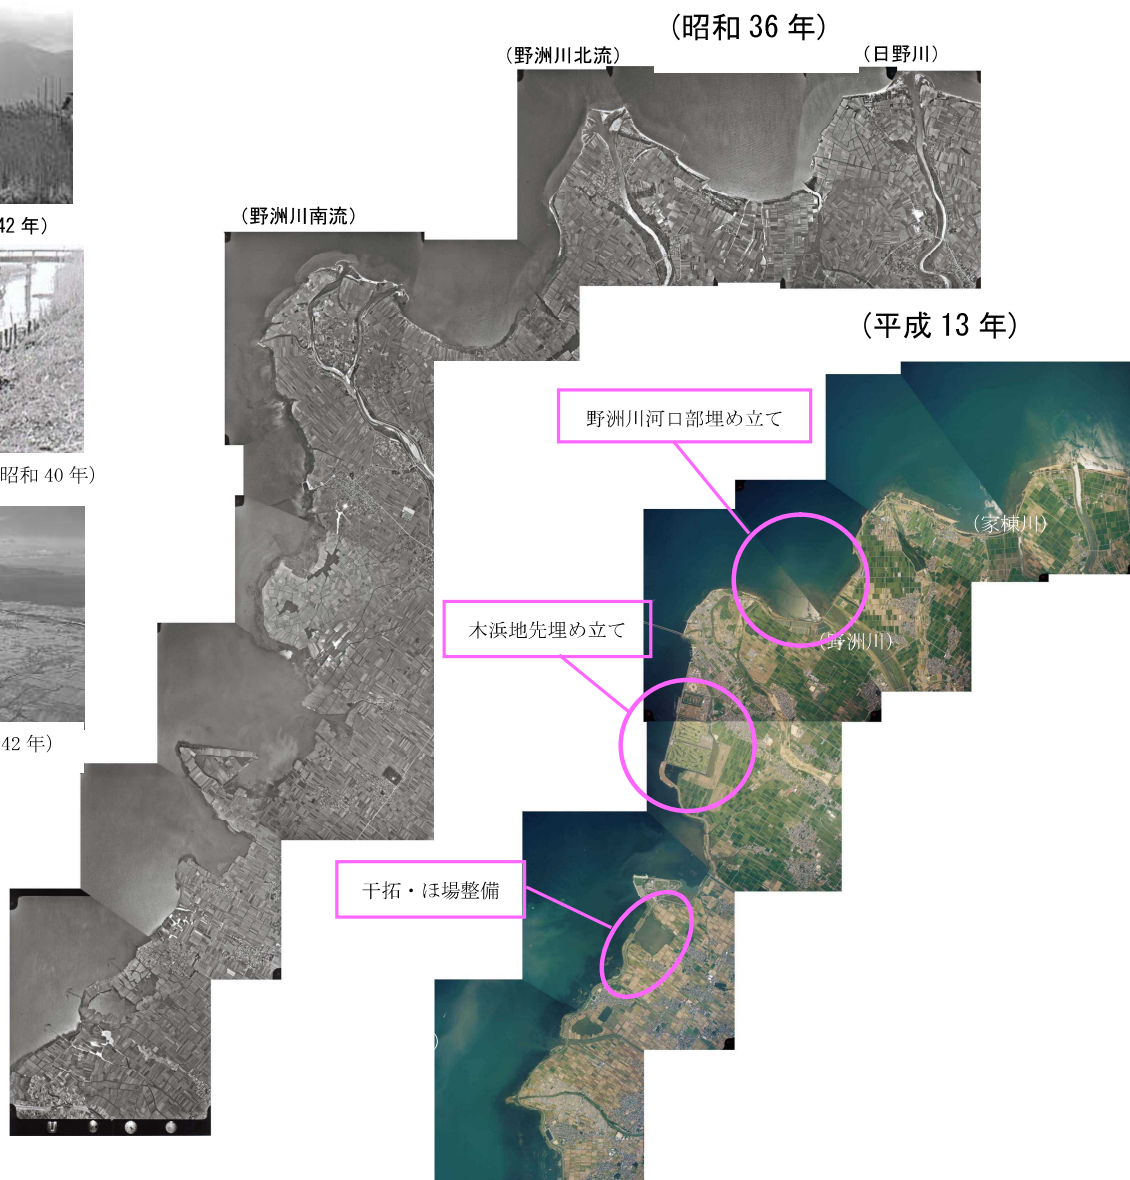 (昭和 36 年)
(野洲川北流)
(日野川)
(野洲川南流)
42 年)
(平成 13 年)
野洲川河口部埋め立て
昭和 40 年)
(家棟川)
木浜地先埋め立て
(野洲川)
42 年)
干拓・ほ場整備
)